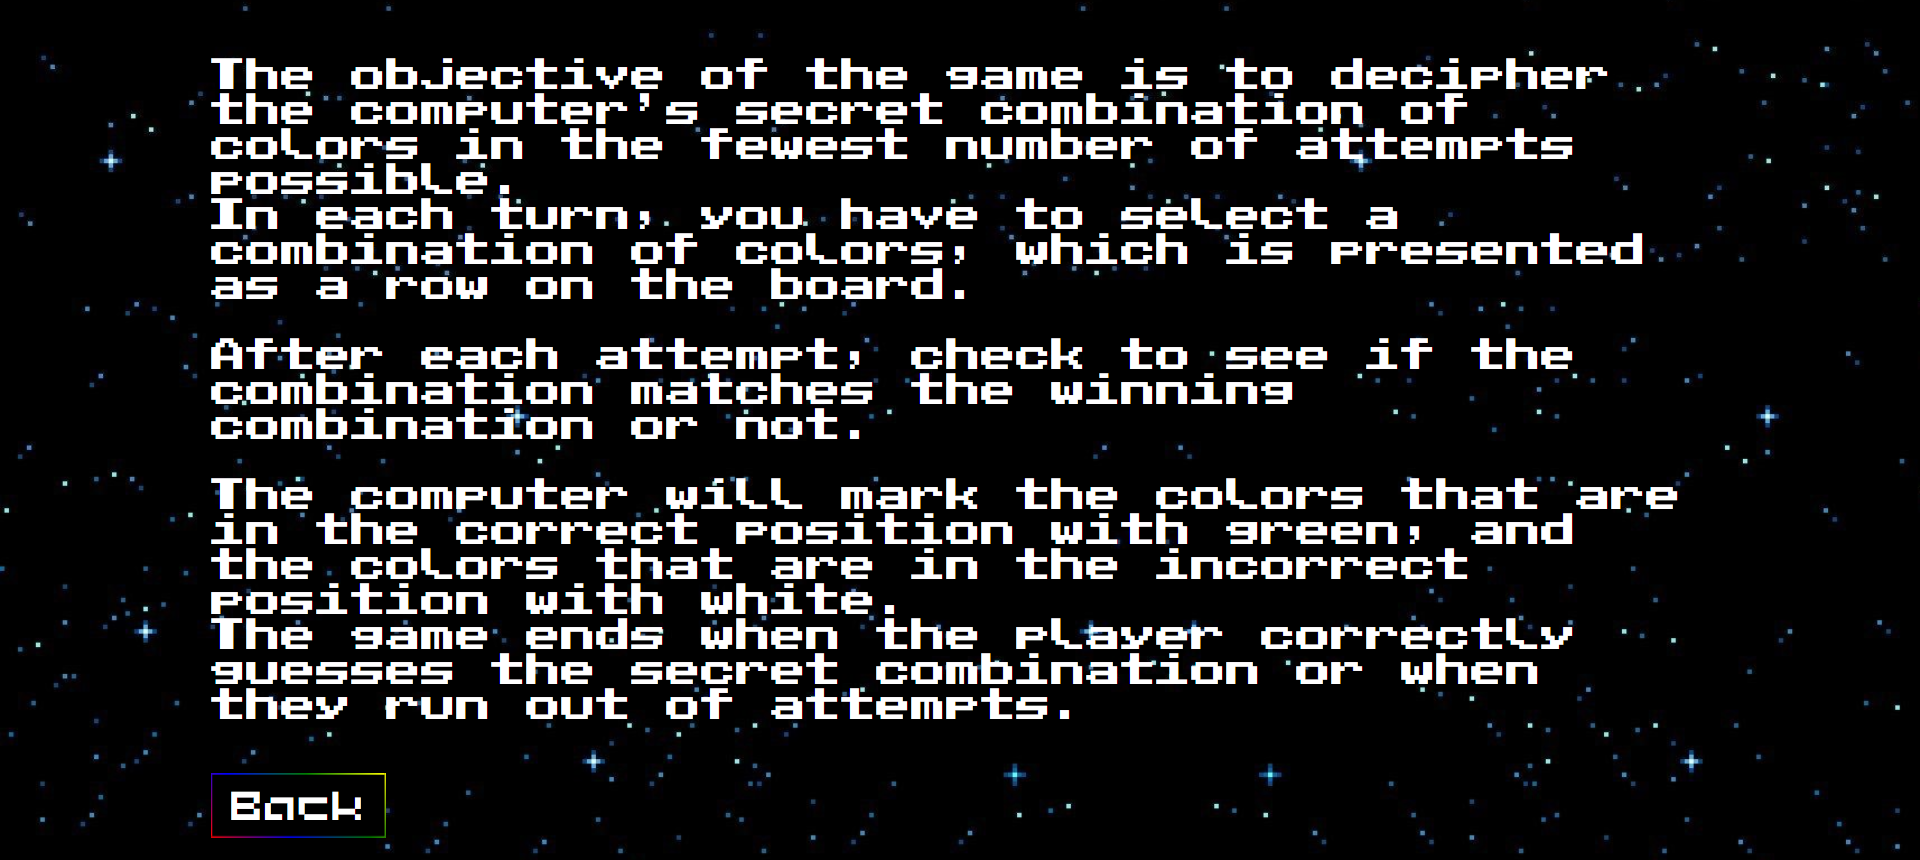 The objective of the game is to decipher
the computer's secret combination of
colors in the fewest number of attempts
possible.
In each turn, you have to select a
combination of colors, which is presented
as a row on the board.
After each attempt, check to see if the
combination matches the winning
combination or not.
The computer will mark the colors that are
in the correct position with green, and
the colors that are in the incorrect
position with white.
The game ends when the player correctly
guesses the secret combination or when
they run out of attempts.
Back